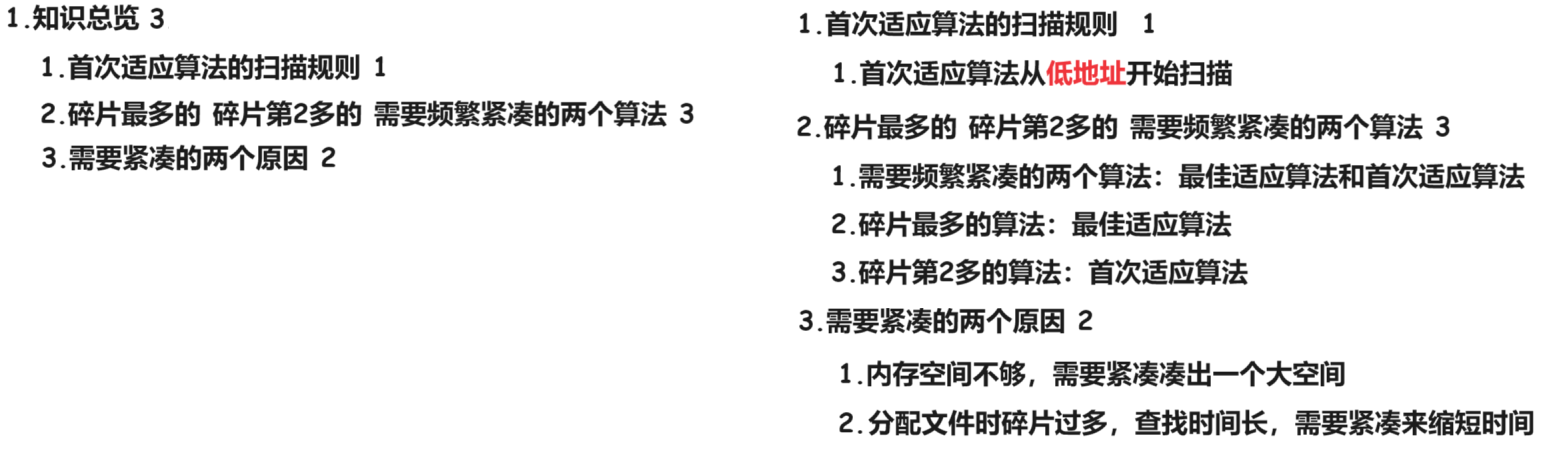 1.知识总览 3
1.首次适应算法的扫描规则 1
2.碎片最多的 碎片第2多的 需要频繁紧凑的两个算法 3
3.需要紧凑的两个原因 2
1.首次适应算法的扫描规则 1
1.首次适应算法从低地址开始扫描
2.碎片最多的 碎片第2多的 需要频繁紧凑的两个算法 3
1.需要频繁紧凑的两个算法：最佳适应算法和首次适应算法
2.碎片最多的算法：最佳适应算法
3.碎片第2多的算法：首次适应算法
3.需要紧凑的两个原因 2
1.内存空间不够，需要紧凑凑出一个大空间
2.分配文件时碎片过多，查找时间长，需要紧凑来缩短时间